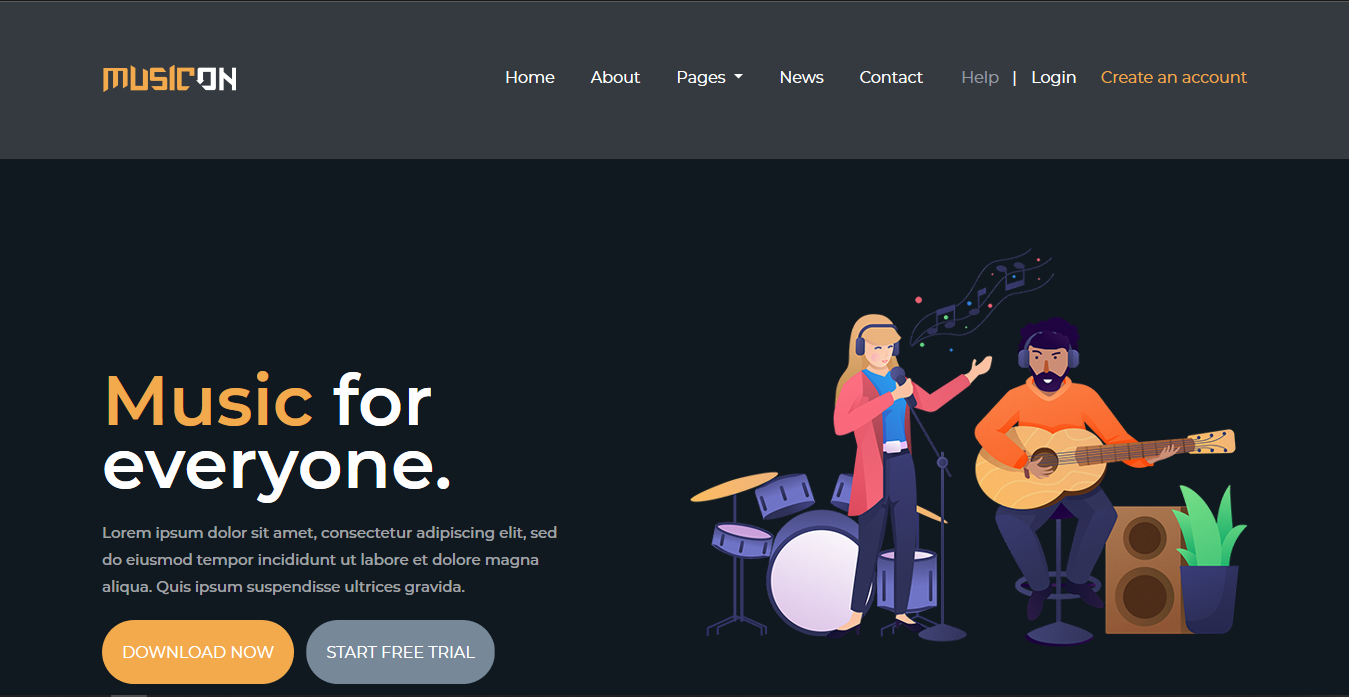 MUSICON
Home About Pages News Contact Help | Login Create an account
Music for
everyone.
Lorem ipsum dolor sit amet, consectetur adipiscing elit, sed
do eiusmod tempor incididunt ut labore et dolore magna
aliqua. Quis ipsum suspendisse ultrices gravida.
DOWNLOAD NOW START FREE TRIAL